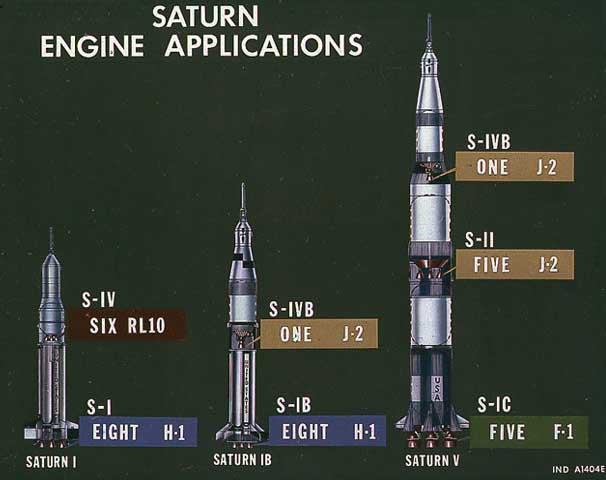 SATURN
ENGINE APPLICATIONS
S-IVB
ONE J-2
S-II
FIVE J-2
S-IV
SIX RL10
S-IVB
ONE J-2
S-I
EIGHT H-1
S-IB
EIGHT H-1
S-IC
FIVE F-1
USA
SATURN I
SATURN IB
SATURN V
IND A1404E